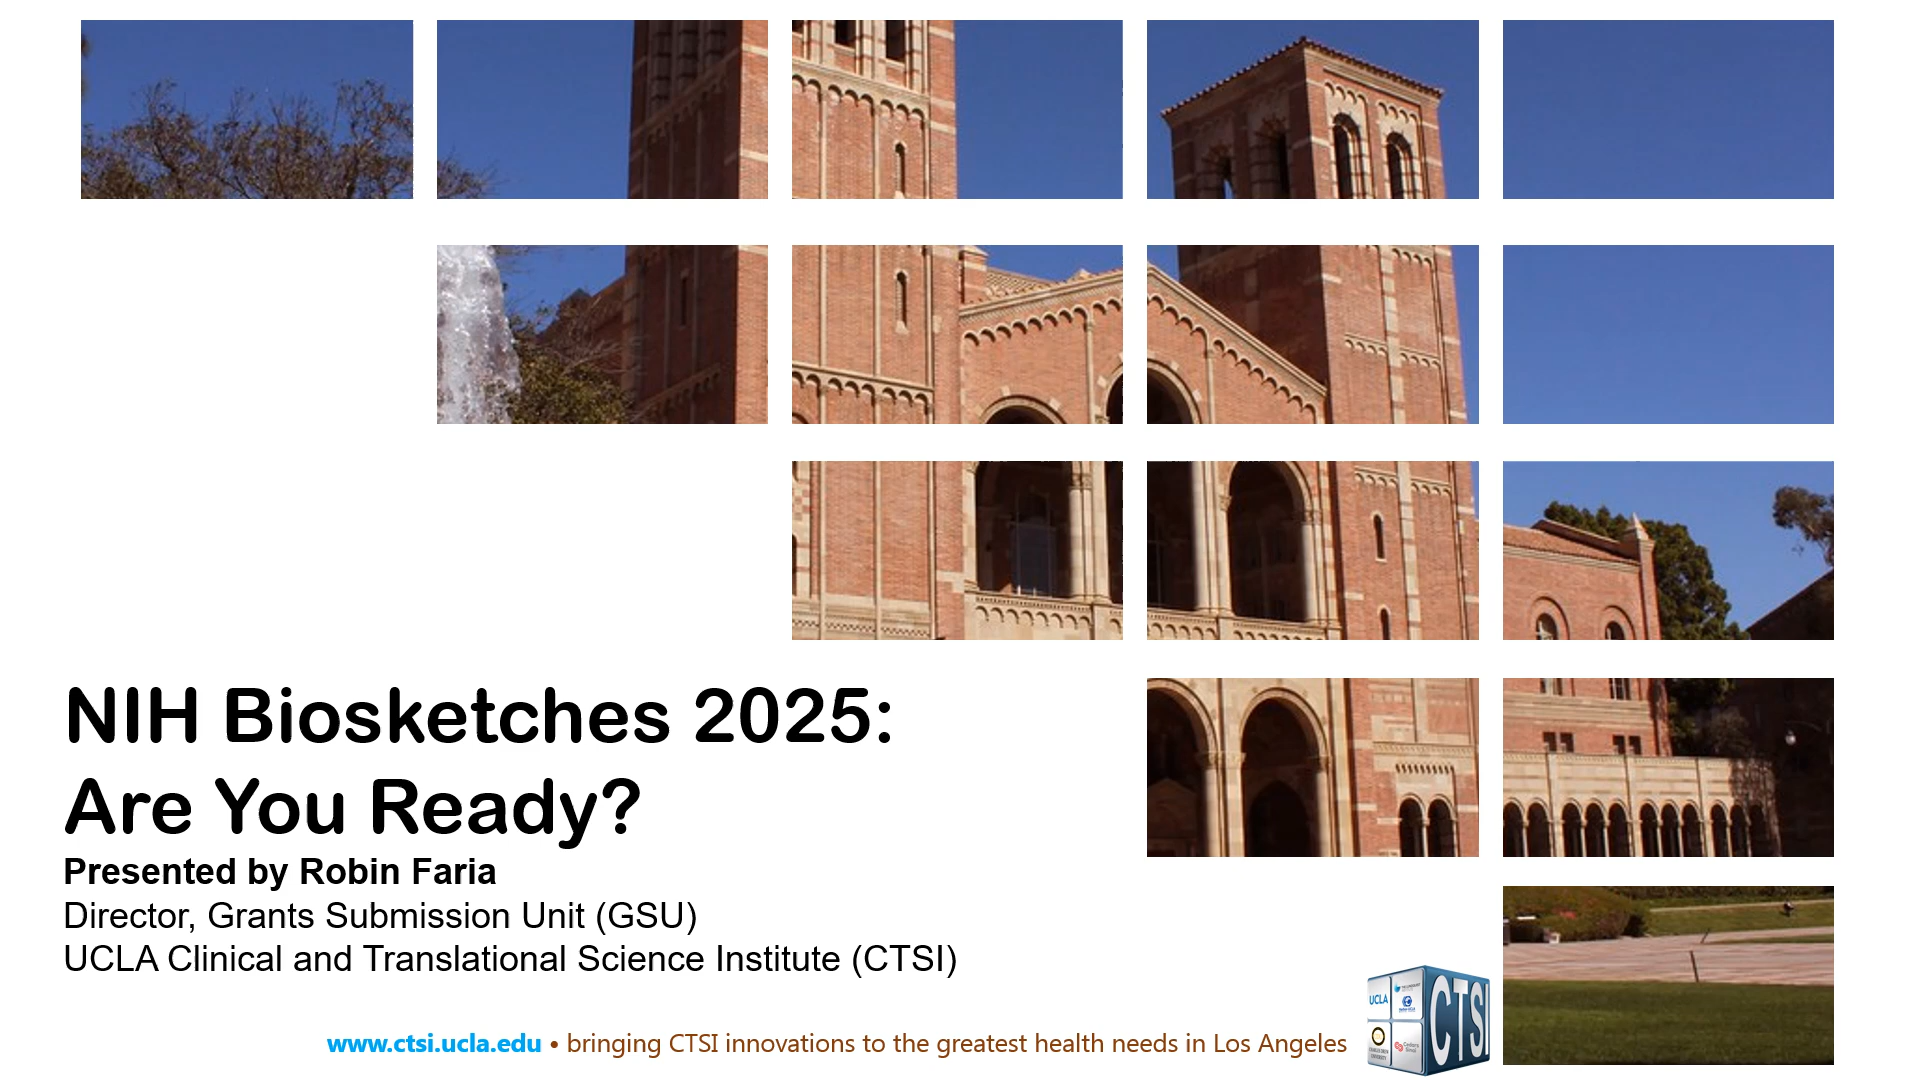 NIH Biosketches 2025:
Are You Ready?
Presented by Robin Faria
Director, Grants Submission Unit (GSU)
UCLA Clinical and Translational Science Institute (CTSI)
www.ctsi.ucla.edu • bringing CTSI innovations to the greatest health needs in Los Angeles
UCLA
CTSI